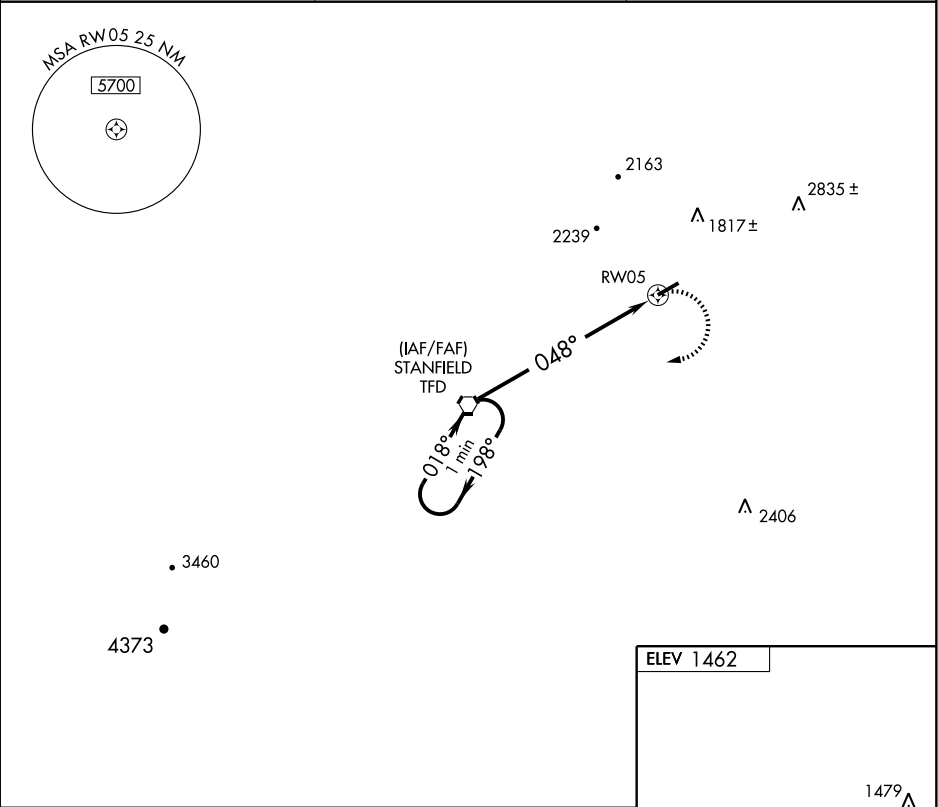 MSA RW05 25 NM
5700
2163
2835 ±
1817 ±
2239
RW05
(IAF/FAF)
STANFIELD
TFD
048°
018°
1 min
198°
2406
3460
4373
ELEV 1462
1479